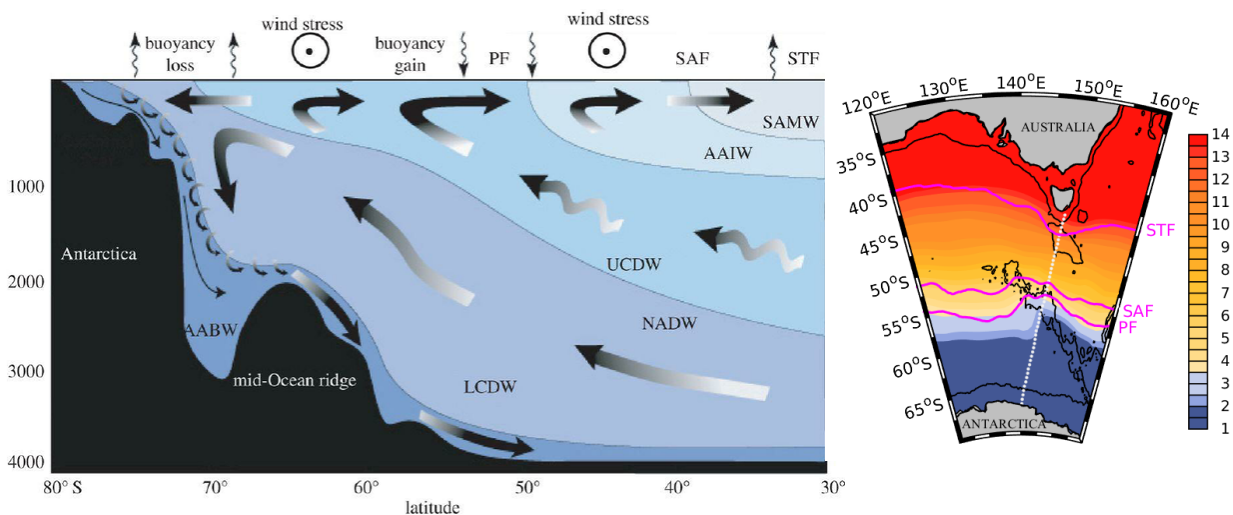 wind stress
wind stress
buoyancy
loss
buoyancy
gain
PF
SAF
STF
SAMW
AAIW
1000
Antarctica
UCDW
2000
NADW
AABW
3000
mid-Ocean ridge
LCDW
4000
80° S
70°
60°
50°
40°
30°
latitude
120°E
130°E
140°E
150°E
160°E
AUSTRALIA
35°S
40°S
45°S
50°S
55°S
60°S
65°S
STF
SAF
PF
ANTARCTICA
14
13
12
11
10
9
8
7
6
5
4
3
2
1